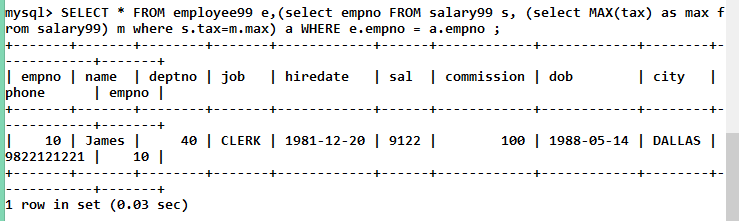 mysql> SELECT * FROM employee99 e,(select empno FROM salary99 s, (select MAX(tax) as max f
rom salary99) m where s.tax=m.max) a WHERE e.empno = a.empno ;
+-------+-------+--------+-------+------------+------+------------+------------+--------+-
-----------+-------+
| empno | name  | deptno | job   | hiredate   | sal  | commission | dob        | city   |
phone      | empno |
+-------+-------+--------+-------+------------+------+------------+------------+--------+-
-----------+-------+
|    10 | James |     40 | CLERK | 1981-12-20 | 9122 |        100 | 1988-05-14 | DALLAS |
9822121221 |    10 |
+-------+-------+--------+-------+------------+------+------------+------------+--------+-
-----------+-------+
1 row in set (0.03 sec)